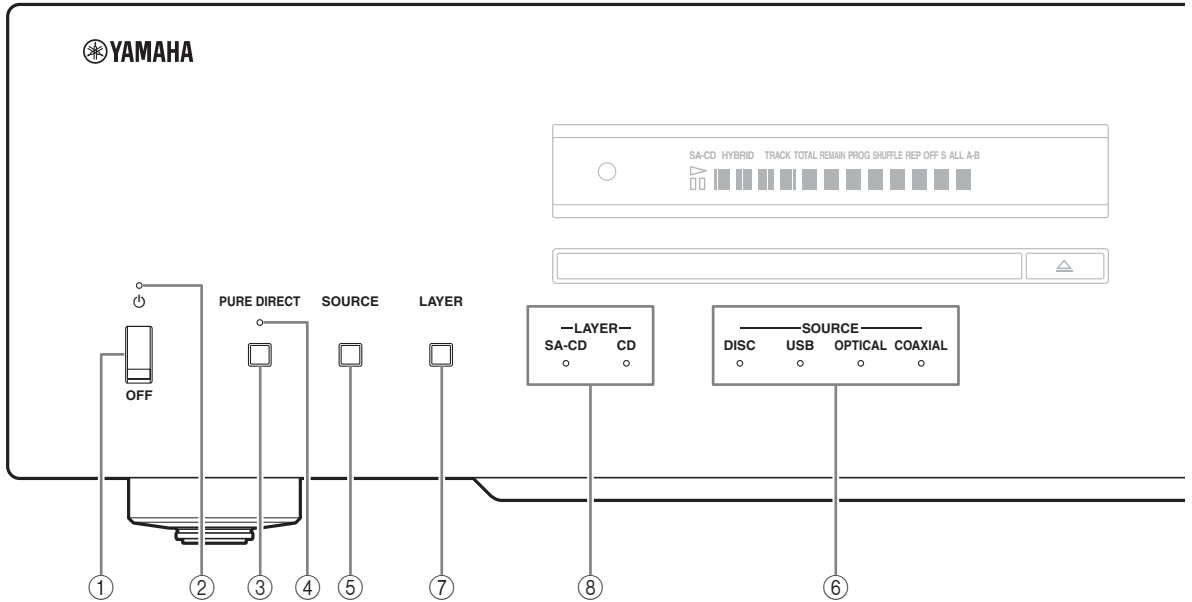 YAMAHA
SA-CD HYBRID TRACK TOTAL REMAIN PROG SHUFFLE REP OFF S ALL A-B
PURE DIRECT SOURCE LAYER
OFF
LAYER
SA-CD CD
SOURCE
DISC USB OPTICAL COAXIAL
① ② ③ ④ ⑤ ⑦ ⑧ ⑥